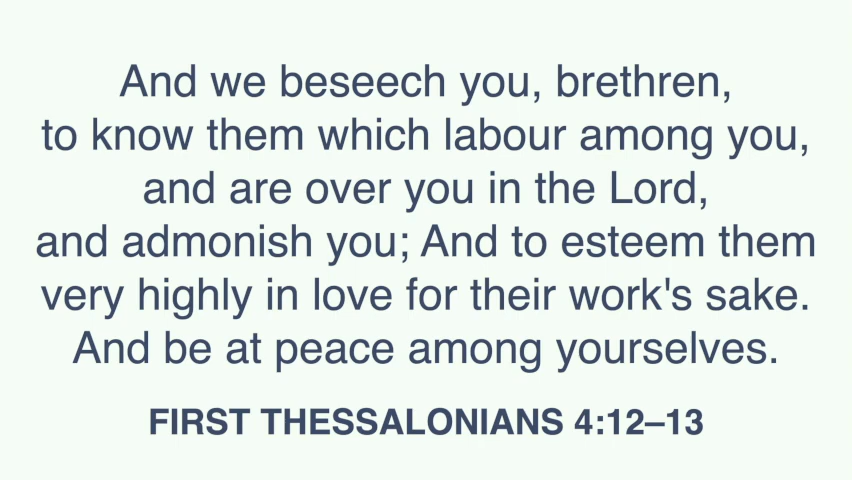 And we beseech you, brethren,
to know them which labour among you,
and are over you in the Lord,
and admonish you; And to esteem them
very highly in love for their work's sake.
And be at peace among yourselves.
FIRST THESSALONIANS 4:12–13